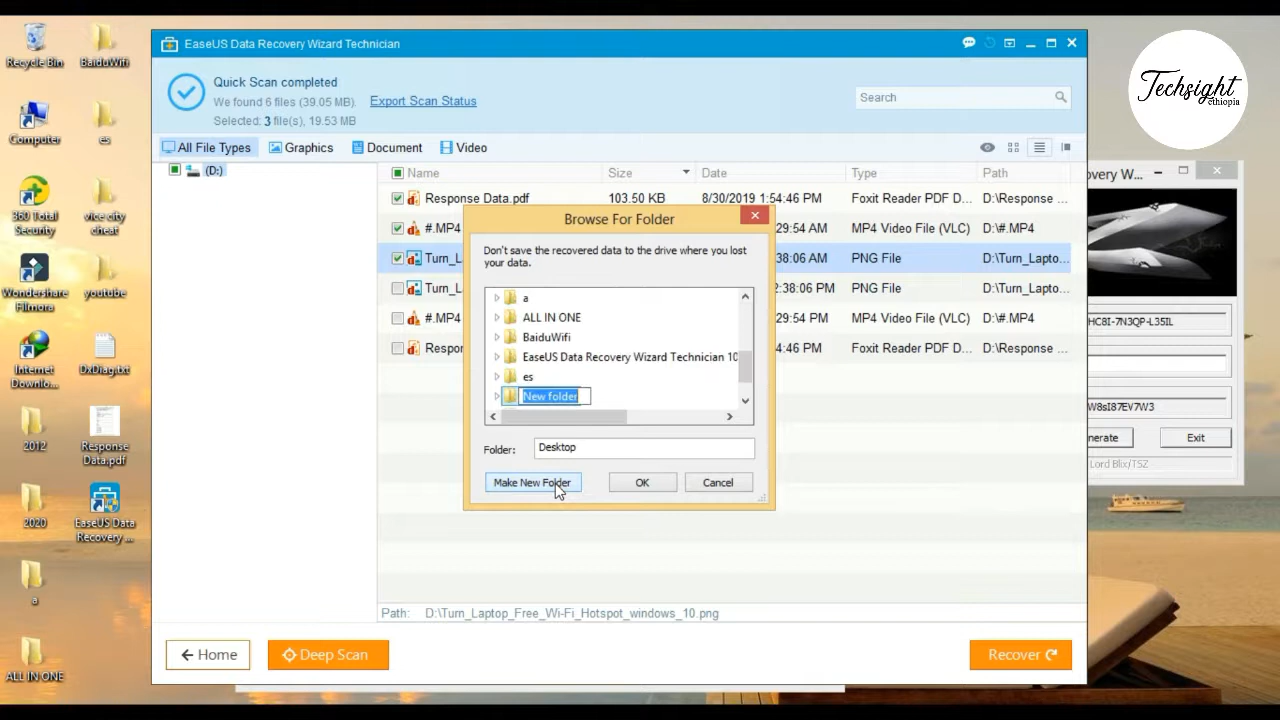 Recycle Bin
BaiduWifi
Computer
es
360 Total
Security
vice city
cheat
Wondershare
Filmora
youtube
Internet
Downlo...
DxDiag.txt
2012
Response
Data.pdf
2020
EaseUS Data
Recovery ...
a
ALL IN ONE
EaseUS Data Recovery Wizard Technician
Quick Scan completed
We found 6 files (39.05 MB).
Export Scan Status
Selected: 3 file(s), 19.53 MB
Search
All File Types
Graphics
Document
Video
(D:)
Name Size Date Type Path
Response Data.pdf 103.50 KB 8/30/2019 1:54:46 PM Foxit Reader PDF D... D:\Response ...
#.MP4 :29:54 AM MP4 Video File (VLC) D:\#.MP4
Turn_L :38:06 AM PNG File D:\Turn_Lapto...
Turn_L 2:38:06 PM PNG File D:\Turn_Lapto...
#.MP4 :29:54 PM MP4 Video File (VLC) D:\#.MP4
Respor 4:46 PM Foxit Reader PDF D... D:\Response ...
Browse For Folder
Don't save the recovered data to the drive where you lost
your data.
a
ALL IN ONE
BaiduWifi
EaseUS Data Recovery Wizard Technician 10
es
New folder
Folder: Desktop
Make New Folder
OK
Cancel
Path: D:\Turn_Laptop_Free_Wi-Fi_Hotspot_windows_10.png
Home
Deep Scan
Recover
Techsight
ethiopia
overy W...
HC8I-7N3QP-L35IL
W8sI87EV7W3
nerate
Exit
Lord Blix/TSZ